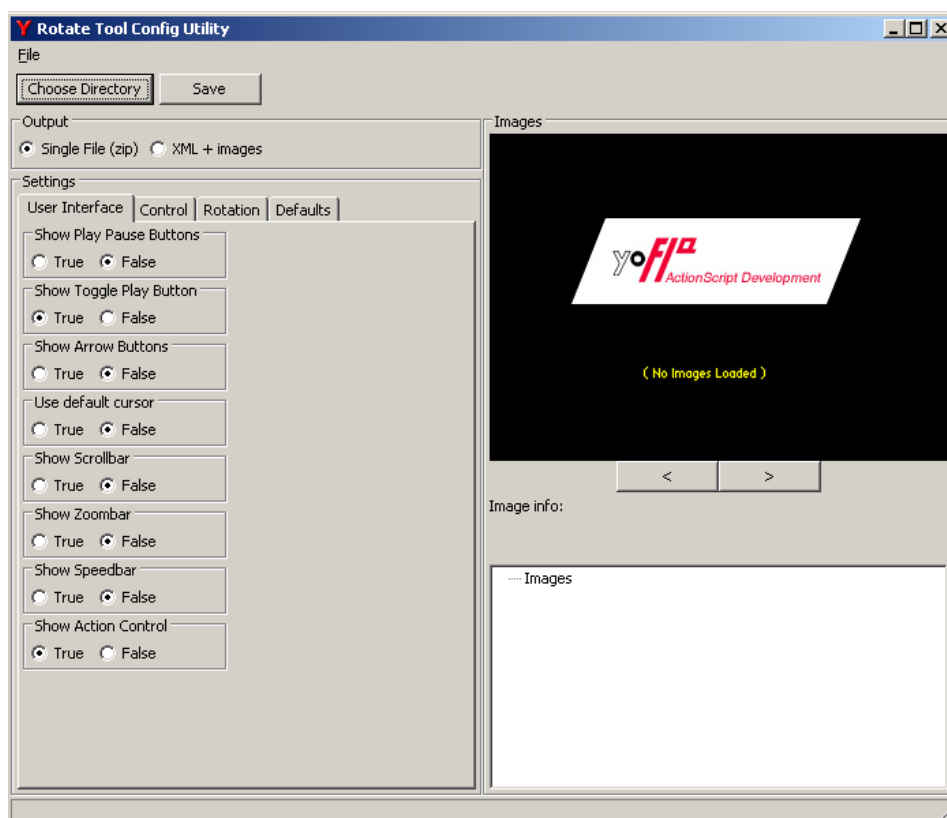 Rotate Tool Config Utility
File
Choose Directory Save
Output
Single File (zip) XML + images
Settings
User Interface Control Rotation Defaults
Show Play Pause Buttons
True False
Show Toggle Play Button
True False
Show Arrow Buttons
True False
Use default cursor
True False
Show Scrollbar
True False
Show Zoombar
True False
Show Speedbar
True False
Show Action Control
True False
Images
yoFla
ActionScript Development
( No Images Loaded )
< >
Image info:
Images